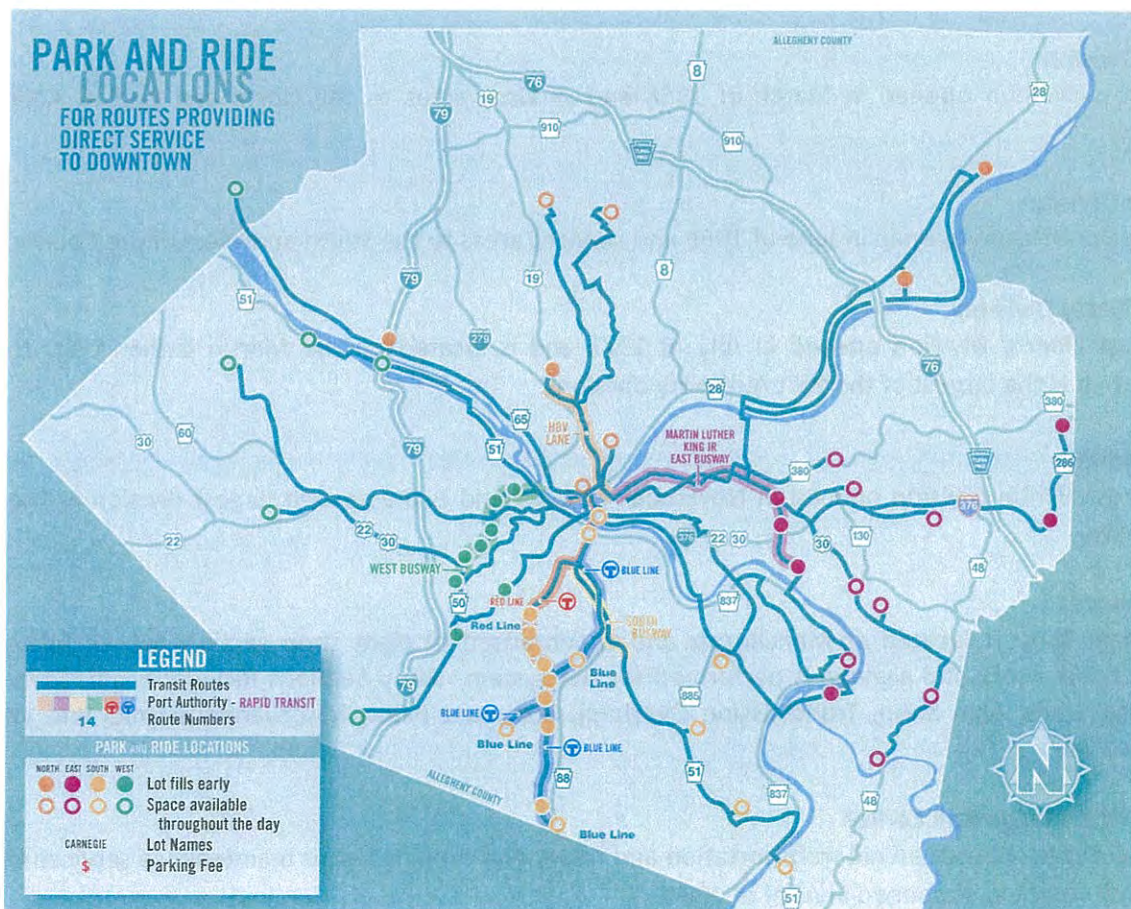 PARK AND RIDE
LOCATIONS
FOR ROUTES PROVIDING
DIRECT SERVICE
TO DOWNTOWN
ALLEGHENY COUNTY
8
76
28
79
19
910
910
51
79
19
8
279
76
28
65
HOV
LANE
MARTIN LUTHER
KING JR.
EAST BUSWAY
380
380
286
51
30
60
79
376
22
22
30
376
22
30
30
130
WEST BUSWAY
BLUE LINE
48
50
RED LINE
Red Line
837
SOUTH
BUSWAY
Blue
Line
885
79
BLUE LINE
Blue Line
BLUE LINE
88
51
837
48
ALLEGHENY COUNTY
Blue Line
51
N
LEGEND
Transit Routes
Port Authority - RAPID TRANSIT
14
Route Numbers
PARK AND RIDE LOCATIONS
NORTH EAST SOUTH WEST
Lot fills early
Space available
throughout the day
CARNEGIE Lot Names
$ Parking Fee